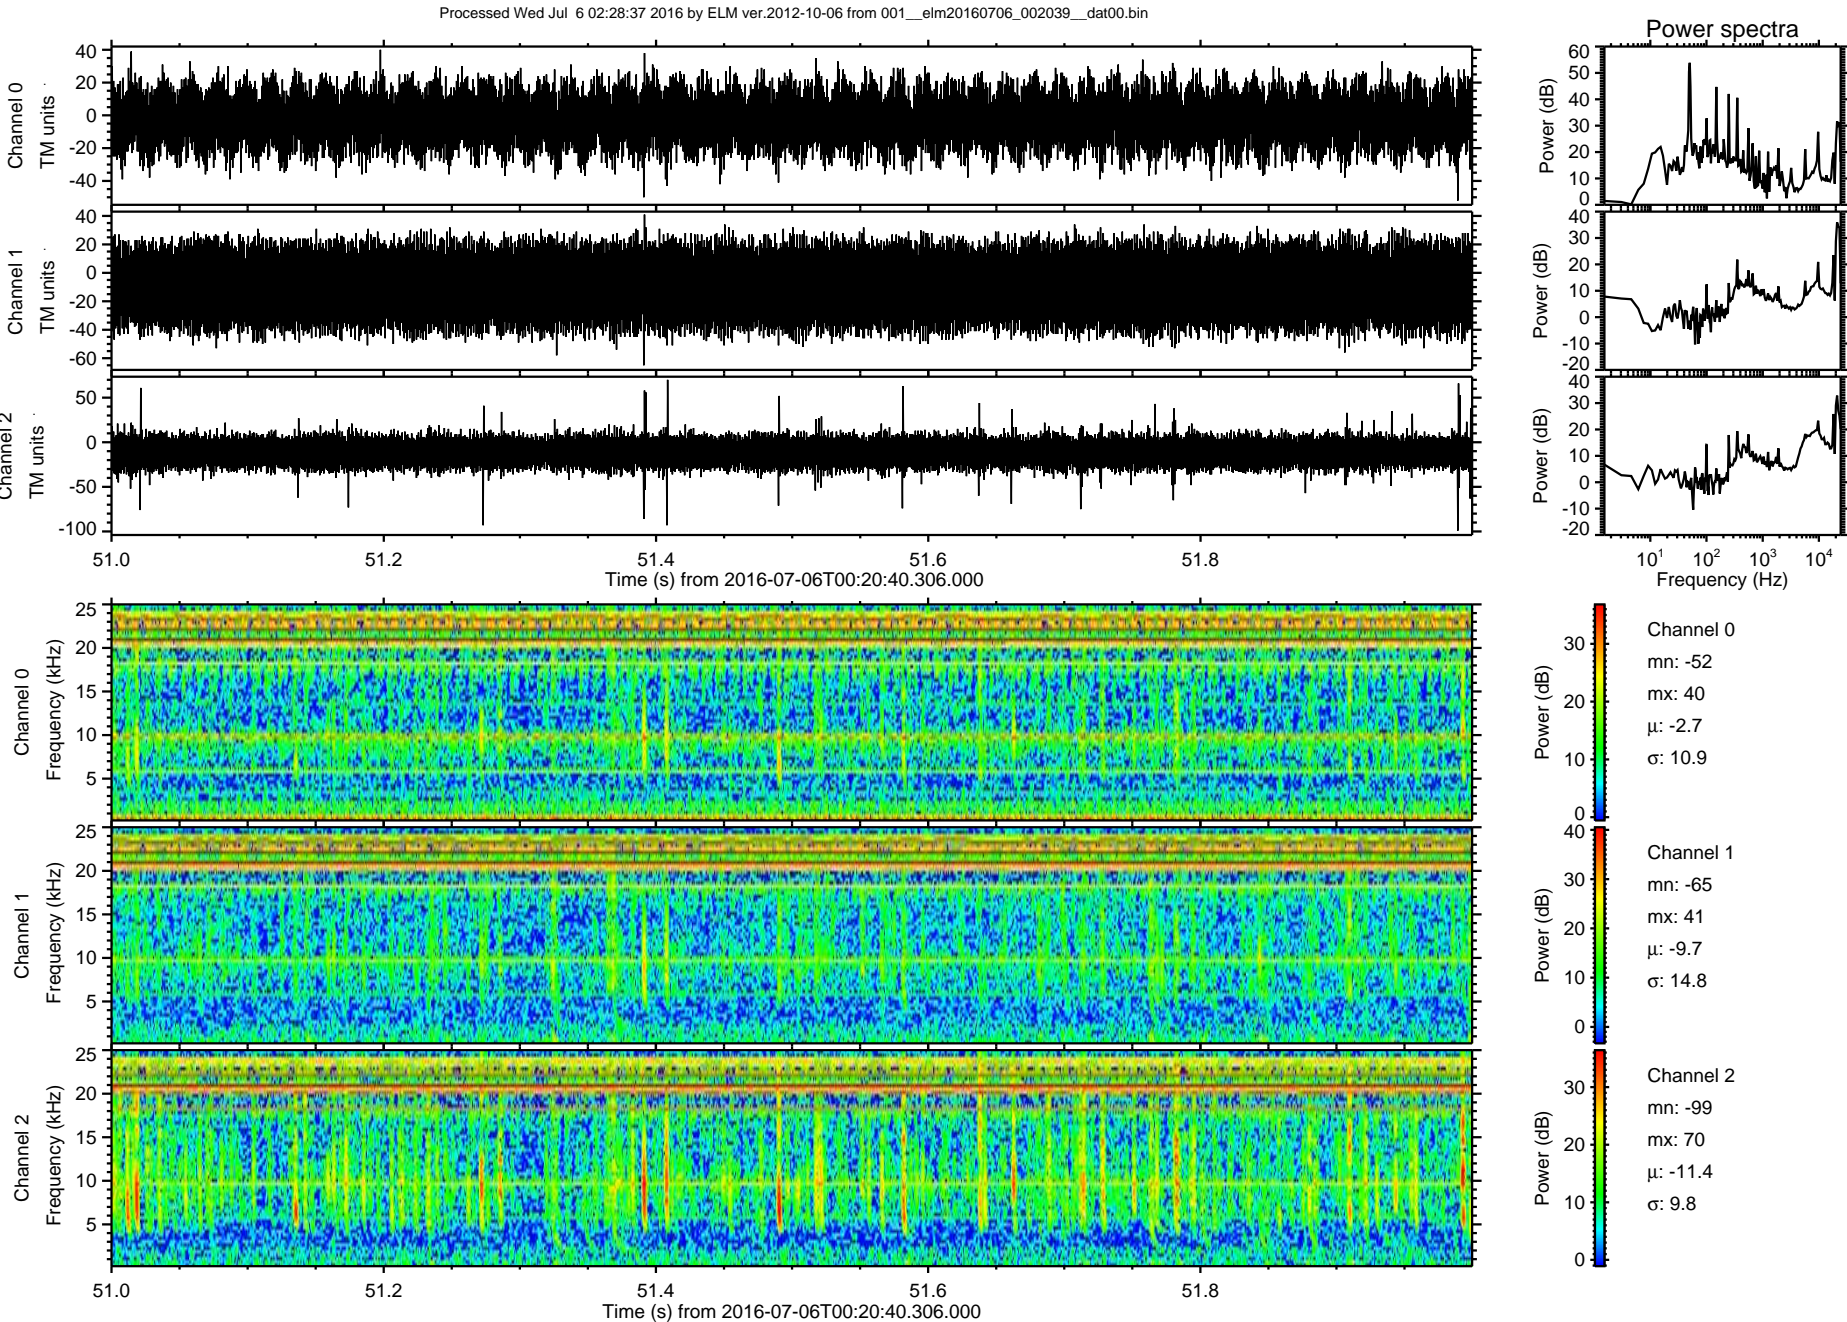 Processed Wed Jul  6 02:28:37 2016 by ELM ver.2012-10-06 from 001__elm20160706_002039__dat00.bin
Power spectra
Channel 0
TM units
40
20
0
-20
-40
Power (dB)
60
50
40
30
20
10
0
Channel 1
TM units
40
20
0
-20
-40
-60
Power (dB)
40
30
20
10
0
-10
-20
Channel 2
TM units
50
0
-50
-100
Power (dB)
40
30
20
10
0
-10
-20
51.0 51.2 51.4 51.6 51.8
Time (s) from 2016-07-06T00:20:40.306.000
10^1 10^2 10^3 10^4
Frequency (Hz)
Channel 0
Frequency (kHz)
25
20
15
10
5
Power (dB)
30
20
10
0
Channel 0
mn: -52
mx: 40
µ: -2.7
σ: 10.9
Channel 1
Frequency (kHz)
25
20
15
10
5
Power (dB)
40
30
20
10
0
Channel 1
mn: -65
mx: 41
µ: -9.7
σ: 14.8
Channel 2
Frequency (kHz)
25
20
15
10
5
Power (dB)
30
20
10
0
Channel 2
mn: -99
mx: 70
µ: -11.4
σ: 9.8
51.0 51.2 51.4 51.6 51.8
Time (s) from 2016-07-06T00:20:40.306.000